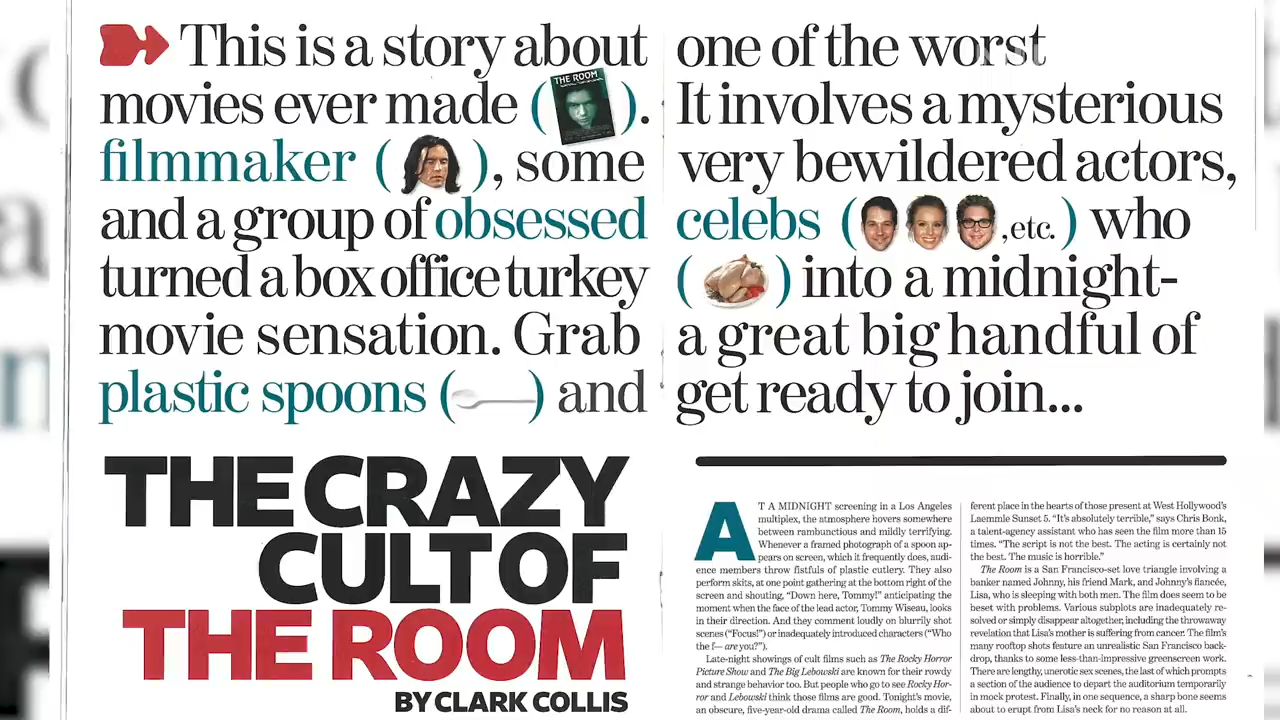 This is a story about one of the worst
movies ever made ( THE ROOM ). It involves a mysterious
filmmaker ( ), some very bewildered actors,
and a group of obsessed celebs ( , etc. ) who
turned a box office turkey ( ) into a midnight-
movie sensation. Grab a great big handful of
plastic spoons ( ) and get ready to join...
THE CRAZY
CULT OF
THE ROOM
BY CLARK COLLIS
AT A MIDNIGHT screening in a Los Angeles
multiplex, the atmosphere hovers somewhere
between rambunctious and mildly terrifying.
Whenever a framed photograph of a spoon ap-
pears on screen, which it frequently does, audi-
ence members throw fistfuls of plastic cutlery. They also
perform skits, at one point gathering at the bottom right of the
screen and shouting, "Down here, Tommy!" anticipating the
moment when the face of the lead actor, Tommy Wiseau, looks
in their direction. And they comment loudly on blurrily shot
scenes ("Focus!") or inadequately introduced characters ("Who
the f— are you?").
Late-night showings of cult films such as The Rocky Horror
Picture Show and The Big Lebowski are known for their rowdy
and strange behavior too. But people who go to see Rocky Hor-
ror and Lebowski think those films are good. Tonight's movie,
an obscure, five-year-old drama called The Room, holds a dif-
ferent place in the hearts of those present at West Hollywood's
Laemmle Sunset 5. "It's absolutely terrible," says Chris Bonk,
a talent-agency assistant who has seen the film more than 15
times. "The script is not the best. The acting is certainly not
the best. The music is horrible."
The Room is a San Francisco-set love triangle involving a
banker named Johnny, his friend Mark, and Johnny's fiancée,
Lisa, who is sleeping with both men. The film does seem to be
beset with problems. Various subplots are inadequately re-
solved or simply disappear altogether, including the throwaway
revelation that Lisa's mother is suffering from cancer. The film's
many rooftop shots feature an unrealistic San Francisco back-
drop, thanks to some less-than-impressive greenscreen work.
There are lengthy, unerotic sex scenes, the last of which prompts
a section of the audience to depart the auditorium temporarily
in mock protest. Finally, in one sequence, a sharp bone seems
about to erupt from Lisa's neck for no reason at all.